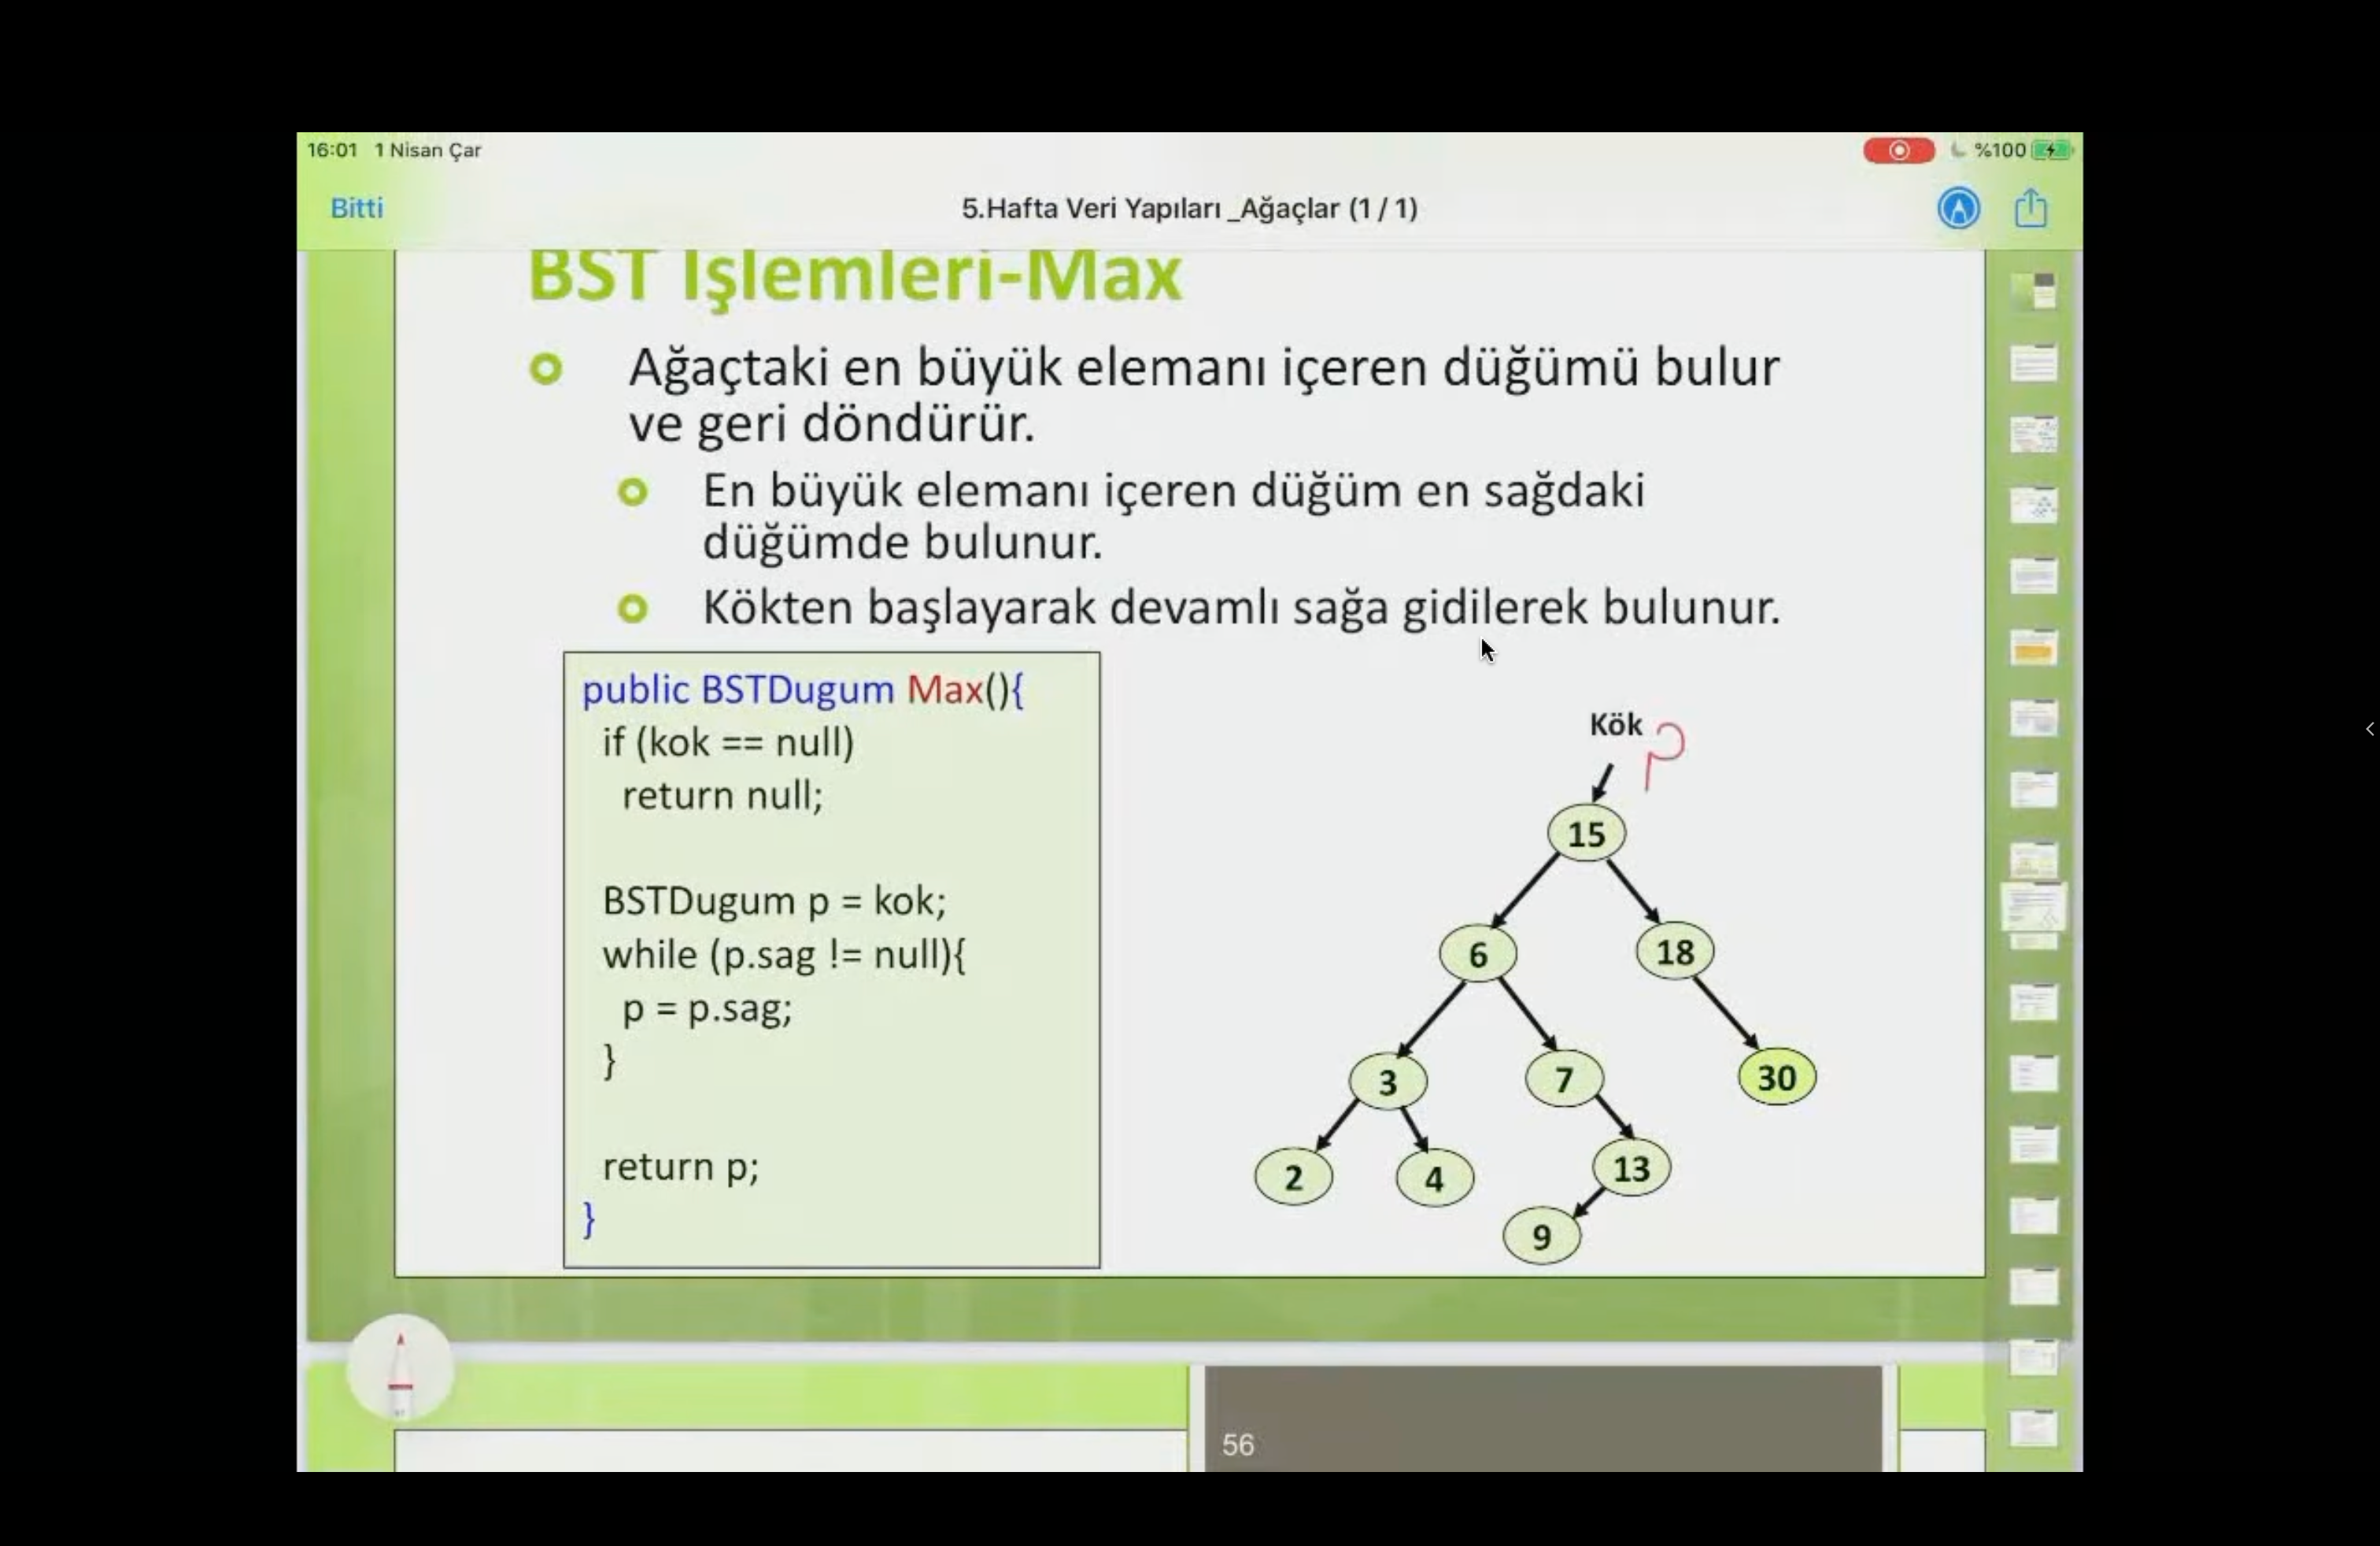 16:01 1 Nisan Çar
%100
Bitti
5.Hafta Veri Yapıları _Ağaçlar (1 / 1)
BST İşlemleri-Max
Ağaçtaki en büyük elemanı içeren düğümü bulur
ve geri döndürür.
En büyük elemanı içeren düğüm en sağdaki
düğümde bulunur.
Kökten başlayarak devamlı sağa gidilerek bulunur.
public BSTDugum Max(){
if (kok == null)
return null;
BSTDugum p = kok;
while (p.sag != null){
p = p.sag;
}
return p;
}
Kök P
15
6 18
3 7 30
2 4 13
9
56